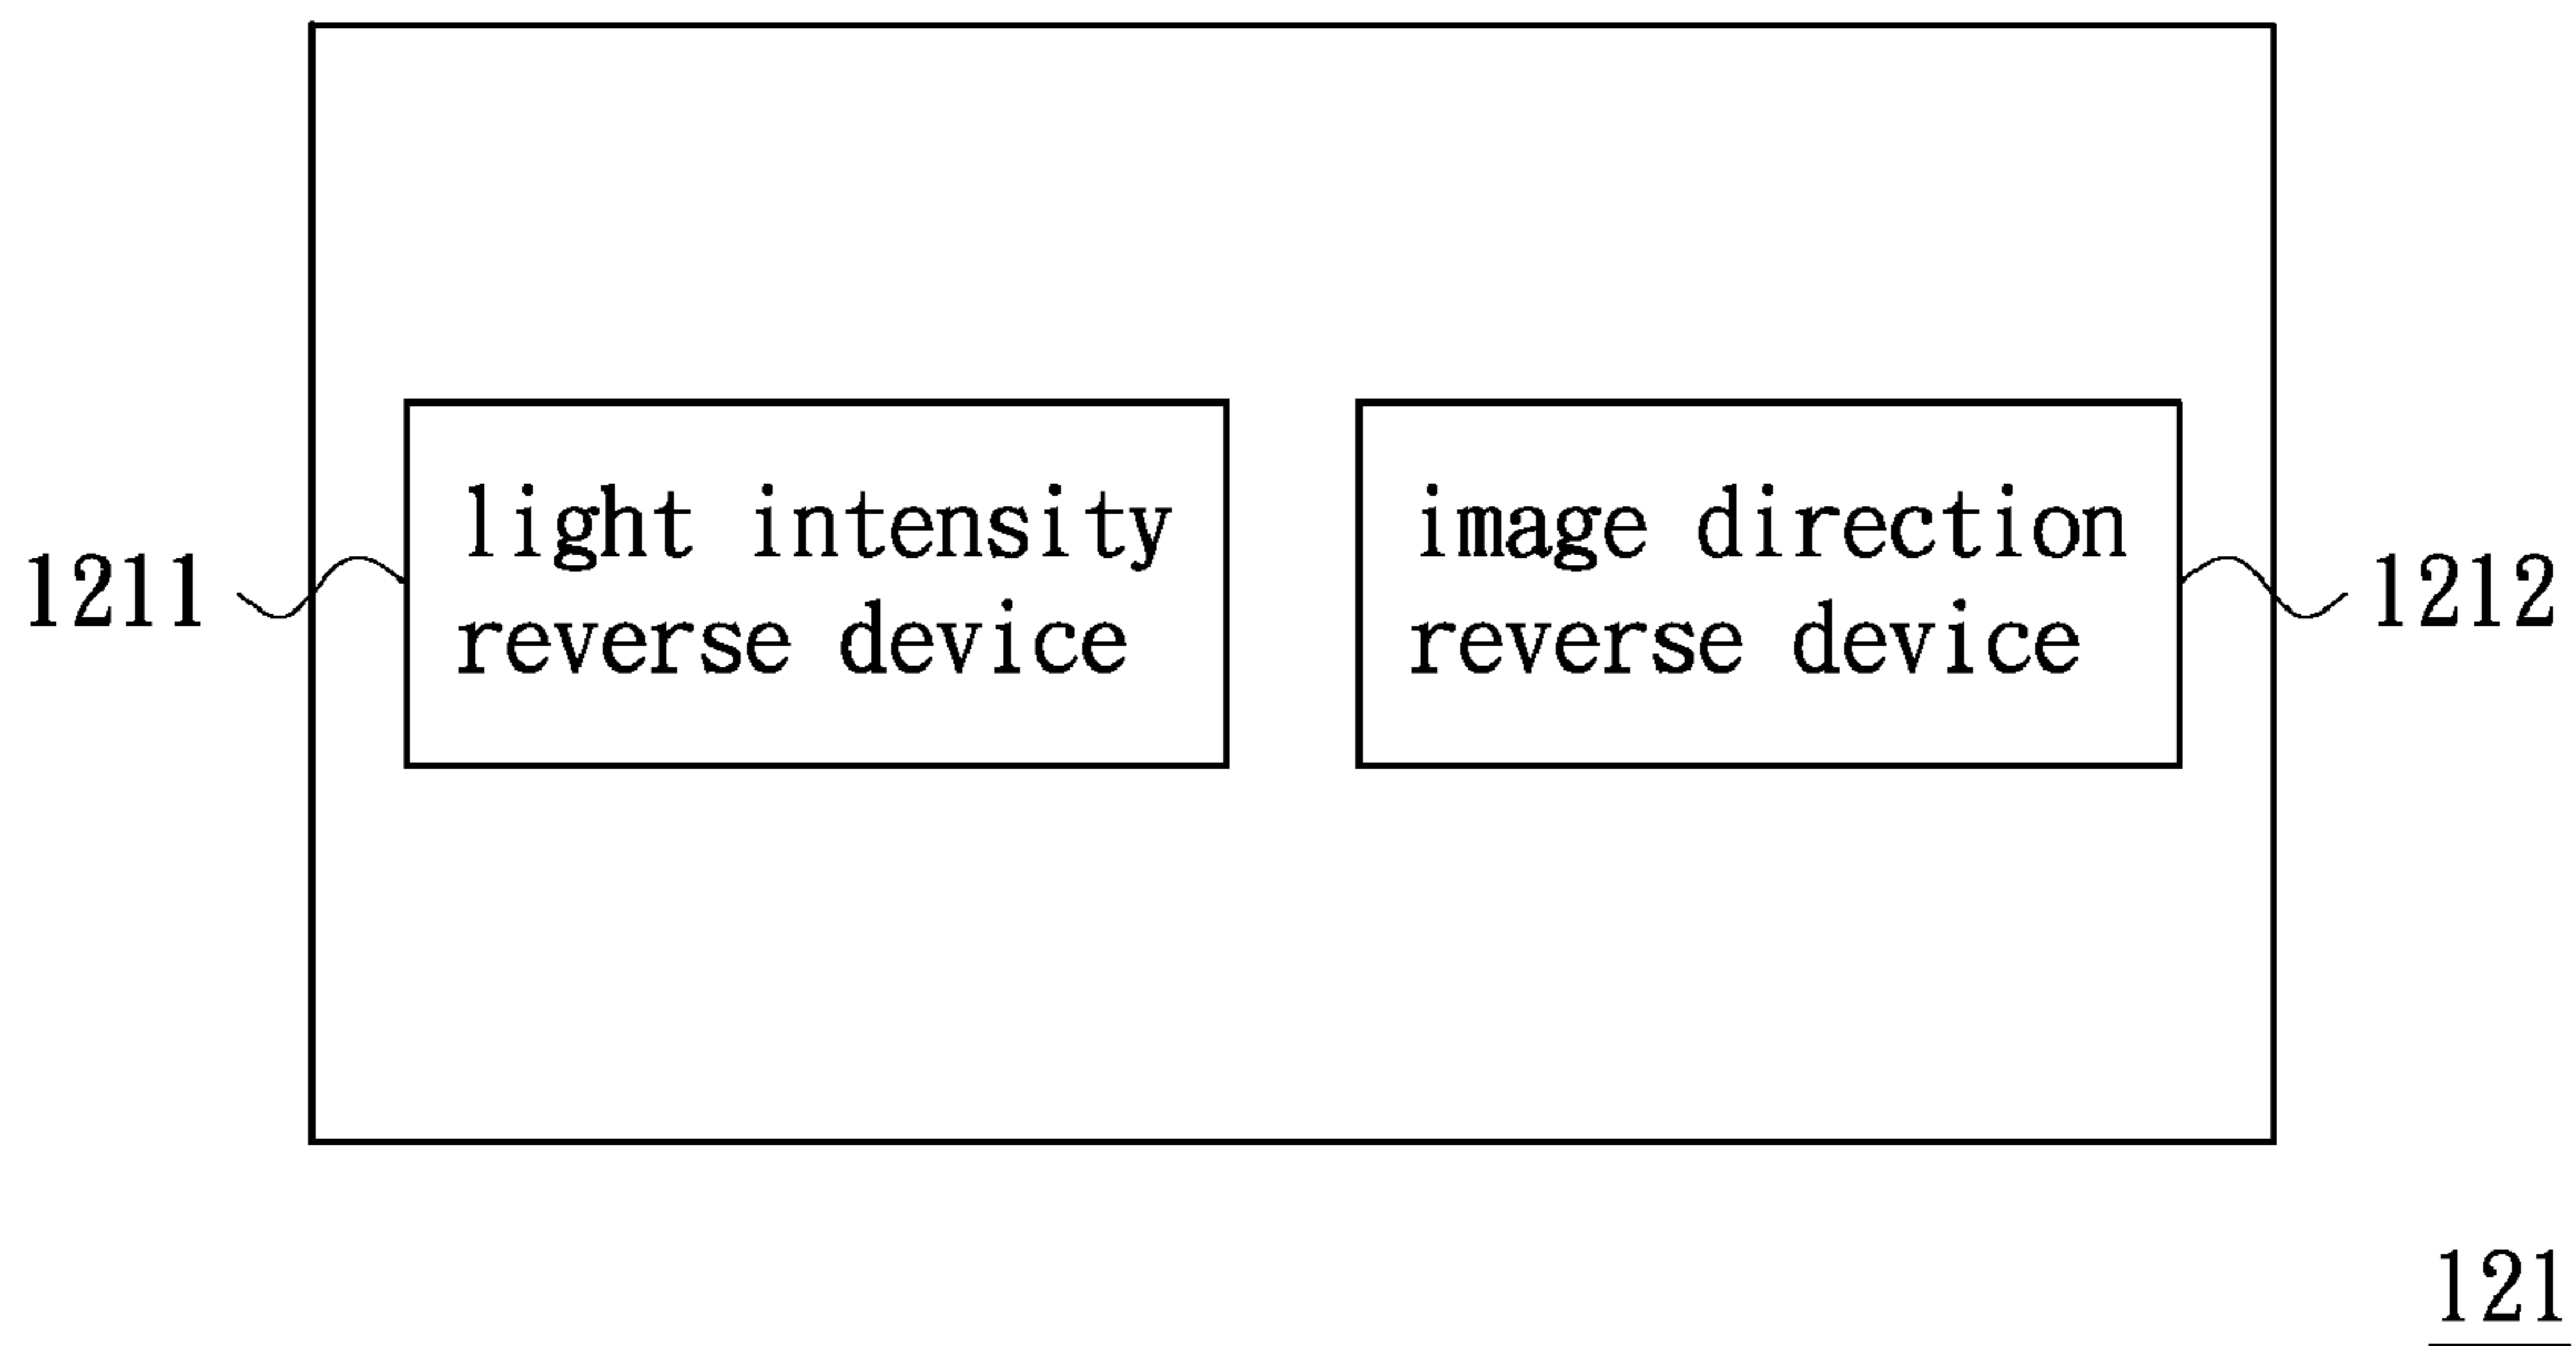 light intensity
reverse device
image direction
reverse device
1211
1212
121